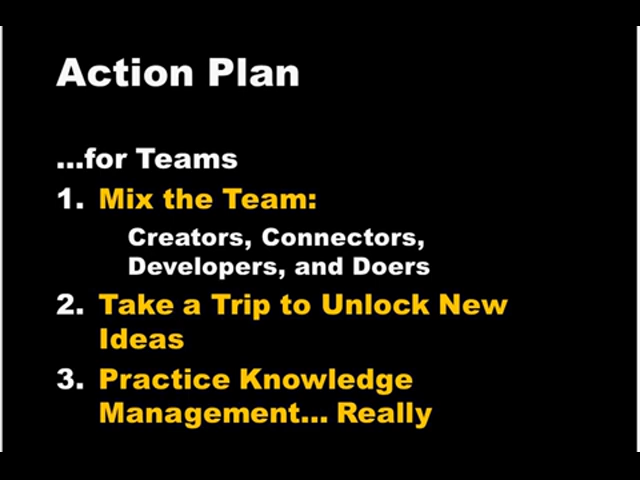 Action Plan
...for Teams
1. Mix the Team:
Creators, Connectors,
Developers, and Doers
2. Take a Trip to Unlock New
Ideas
3. Practice Knowledge
Management... Really